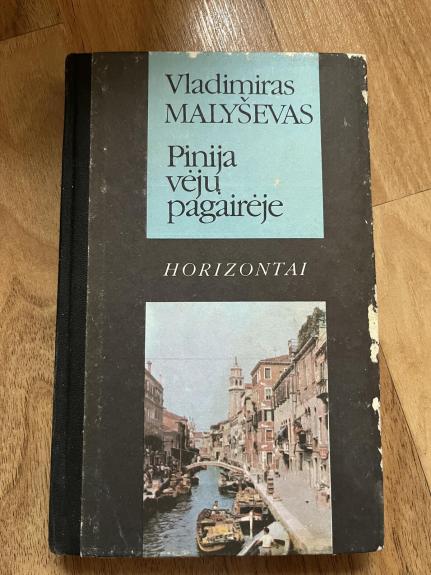 Vladimiras
MALYŠEVAS
Pinija
vėjų
pagairėje
HORIZONTAI